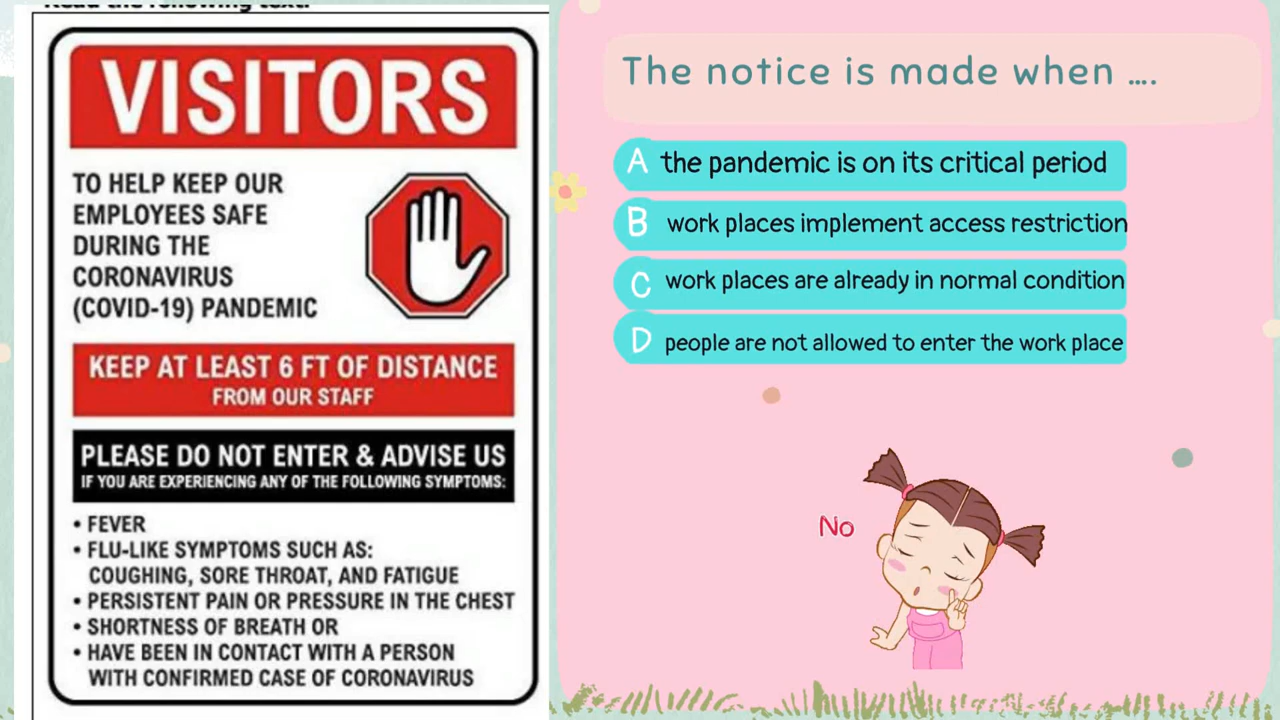 Read the following text:
VISITORS
TO HELP KEEP OUR
EMPLOYEES SAFE
DURING THE
CORONAVIRUS
(COVID-19) PANDEMIC
KEEP AT LEAST 6 FT OF DISTANCE
FROM OUR STAFF
PLEASE DO NOT ENTER & ADVISE US
IF YOU ARE EXPERIENCING ANY OF THE FOLLOWING SYMPTOMS:
• FEVER
• FLU-LIKE SYMPTOMS SUCH AS:
COUGHING, SORE THROAT, AND FATIGUE
• PERSISTENT PAIN OR PRESSURE IN THE CHEST
• SHORTNESS OF BREATH OR
• HAVE BEEN IN CONTACT WITH A PERSON
WITH CONFIRMED CASE OF CORONAVIRUS
The notice is made when ....
A the pandemic is on its critical period
B work places implement access restriction
C work places are already in normal condition
D people are not allowed to enter the work place
No